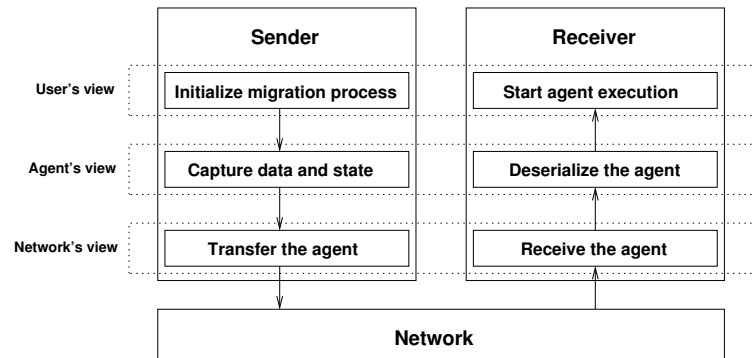 Sender
Receiver
User's view
Initialize migration process
Start agent execution
Agent's view
Capture data and state
Deserialize the agent
Network's view
Transfer the agent
Receive the agent
Network